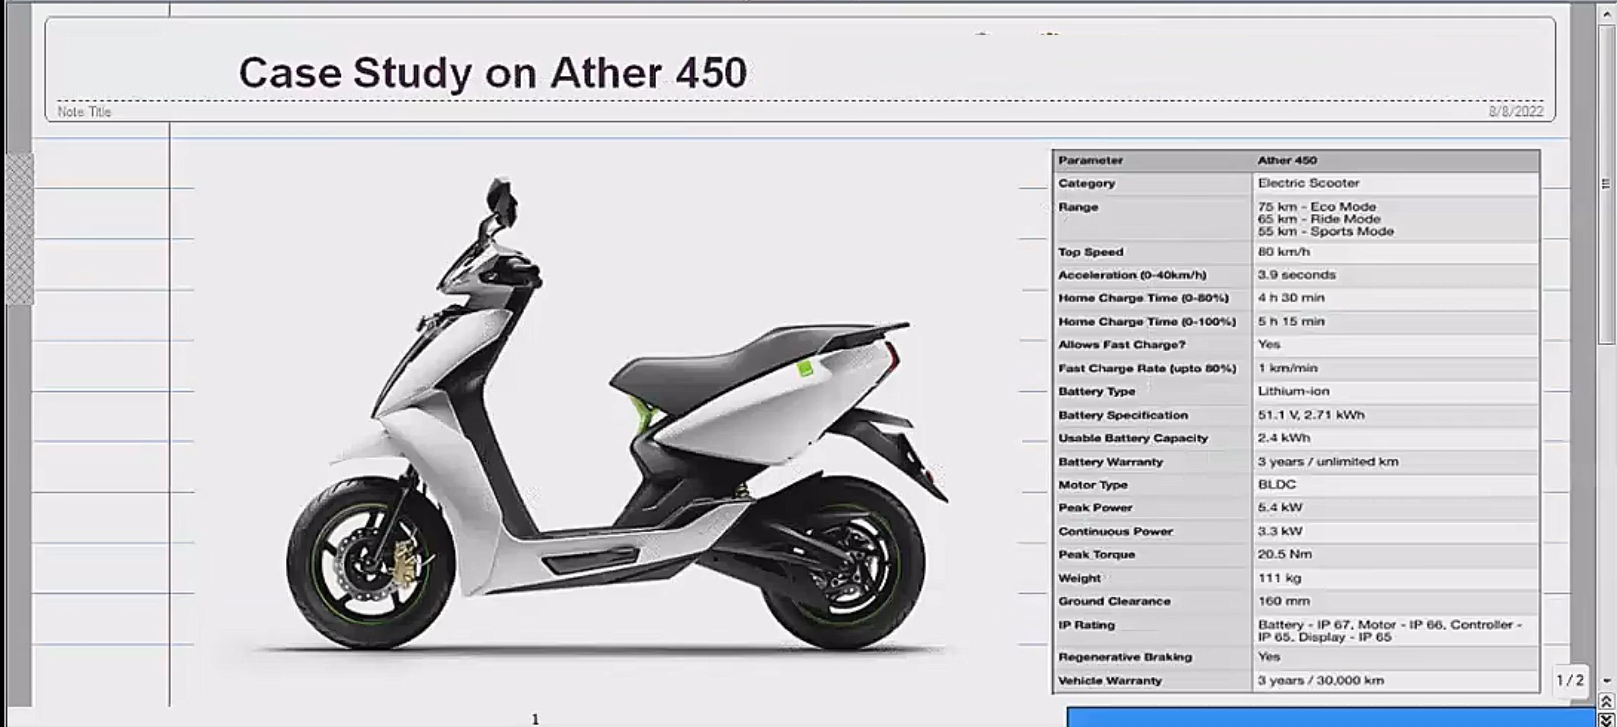 Case Study on Ather 450
Note Title
8/8/2022
Parameter Ather 450
Category Electric Scooter
Range 75 km - Eco Mode
65 km - Ride Mode
55 km - Sports Mode
Top Speed 80 km/h
Acceleration (0-40km/h) 3.9 seconds
Home Charge Time (0-80%) 4 h 30 min
Home Charge Time (0-100%) 5 h 15 min
Allows Fast Charge? Yes
Fast Charge Rate (upto 80%) 1 km/min
Battery Type Lithium-ion
Battery Specification 51.1 V, 2.71 kWh
Usable Battery Capacity 2.4 kWh
Battery Warranty 3 years / unlimited km
Motor Type BLDC
Peak Power 5.4 kW
Continuous Power 3.3 kW
Peak Torque 20.5 Nm
Weight 111 kg
Ground Clearance 160 mm
IP Rating Battery - IP 67, Motor - IP 66, Controller -
IP 65, Display - IP 65
Regenerative Braking Yes
Vehicle Warranty 3 years / 30,000 km
1 / 2
1